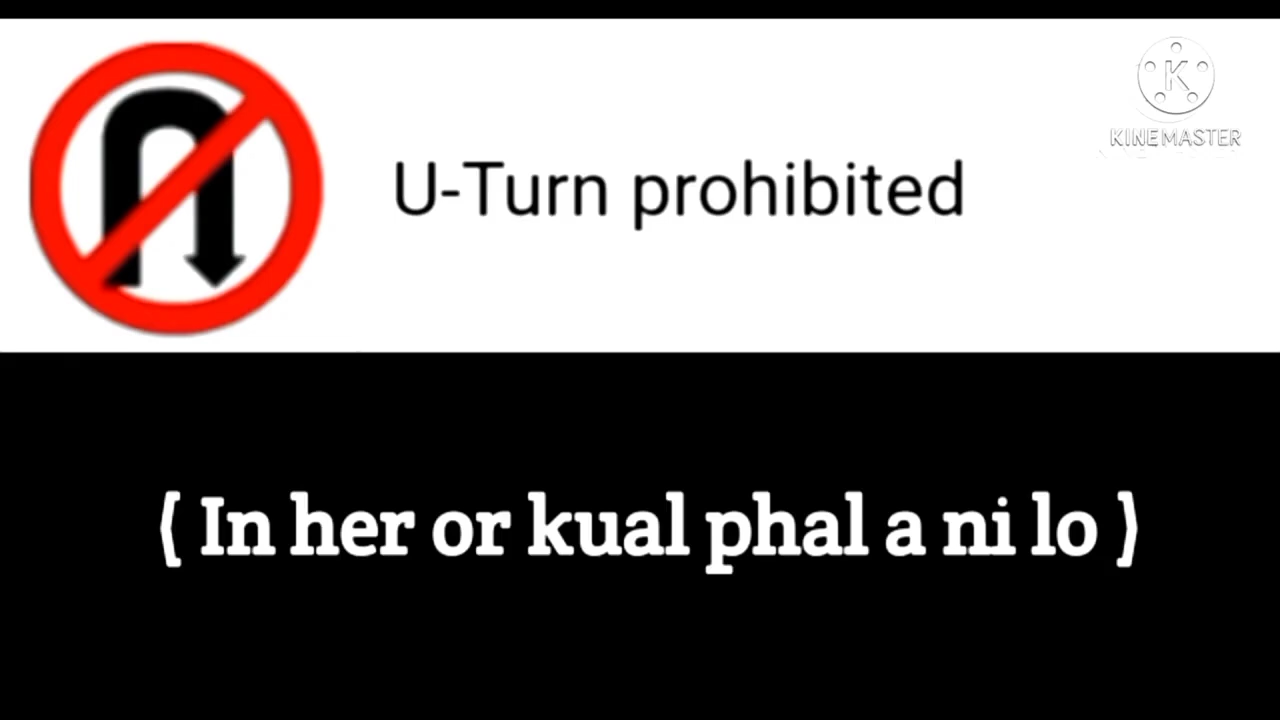 K
KINEMASTER
U-Turn prohibited
{ In her or kual phal a ni lo }